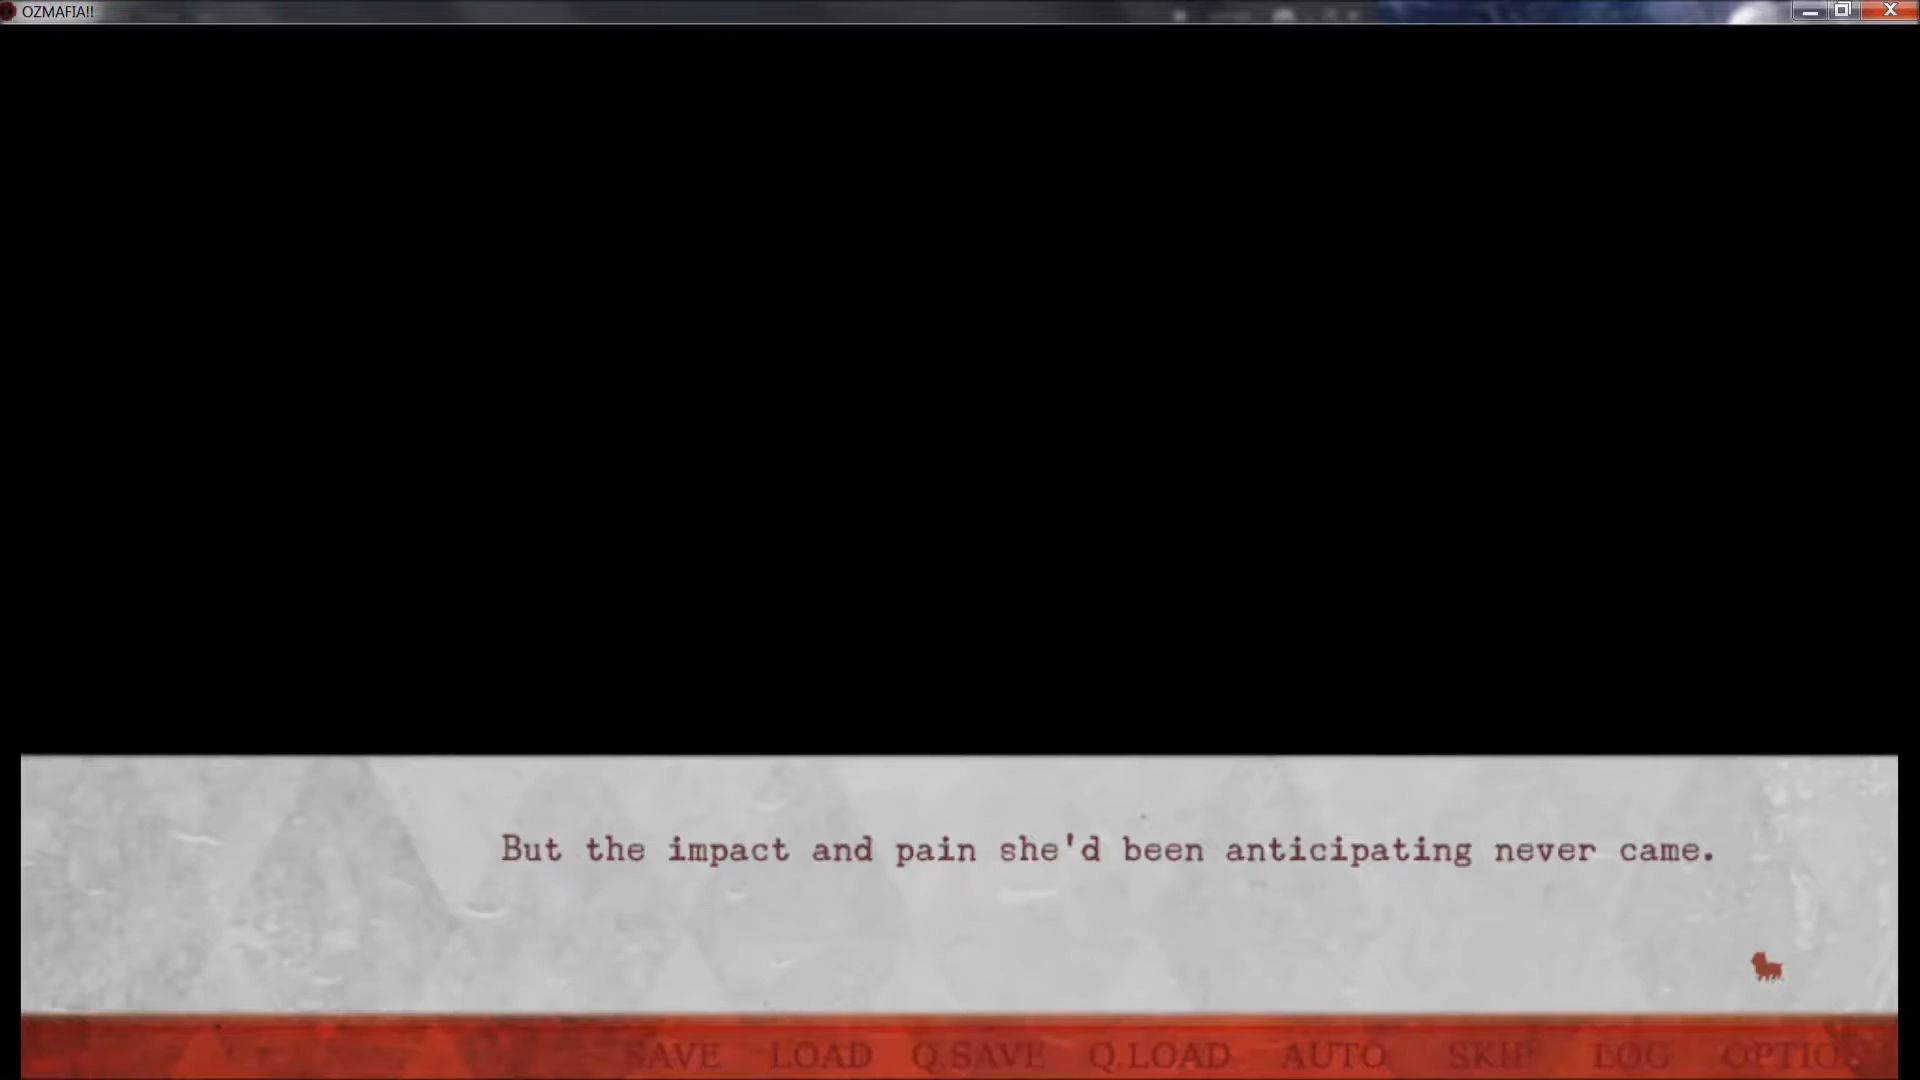 OZMAFIA!!
But the impact and pain she'd been anticipating never came.
SAVE LOAD Q.SAVE Q.LOAD AUTO SKIP LOG OPTION